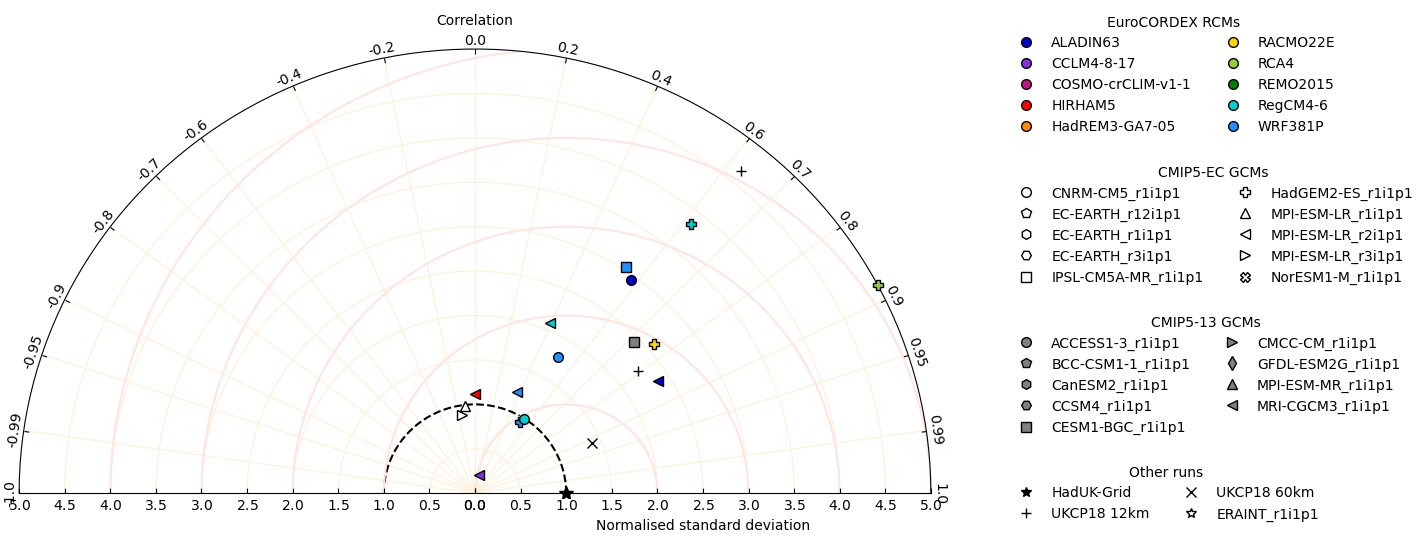 Correlation
-0.2 0.0 0.2
-0.4 0.4
-0.6 0.6
-0.7 0.7
-0.8 0.8
-0.9 0.9
-0.95 0.95
-0.99 0.99
-1.0 1.0
5.0 4.5 4.0 3.5 3.0 2.5 2.0 1.5 1.0 0.5 0.0 0.5 1.0 1.5 2.0 2.5 3.0 3.5 4.0 4.5 5.0
Normalised standard deviation
EuroCORDEX RCMs
ALADIN63 RACMO22E
CCLM4-8-17 RCA4
COSMO-crCLIM-v1-1 REMO2015
HIRHAM5 RegCM4-6
HadREM3-GA7-05 WRF381P
CMIP5-EC GCMs
CNRM-CM5_r1i1p1 HadGEM2-ES_r1i1p1
EC-EARTH_r12i1p1 MPI-ESM-LR_r1i1p1
EC-EARTH_r1i1p1 MPI-ESM-LR_r2i1p1
EC-EARTH_r3i1p1 MPI-ESM-LR_r3i1p1
IPSL-CM5A-MR_r1i1p1 NorESM1-M_r1i1p1
CMIP5-13 GCMs
ACCESS1-3_r1i1p1 CMCC-CM_r1i1p1
BCC-CSM1-1_r1i1p1 GFDL-ESM2G_r1i1p1
CanESM2_r1i1p1 MPI-ESM-MR_r1i1p1
CCSM4_r1i1p1 MRI-CGCM3_r1i1p1
CESM1-BGC_r1i1p1
Other runs
HadUK-Grid UKCP18 60km
UKCP18 12km ERAINT_r1i1p1